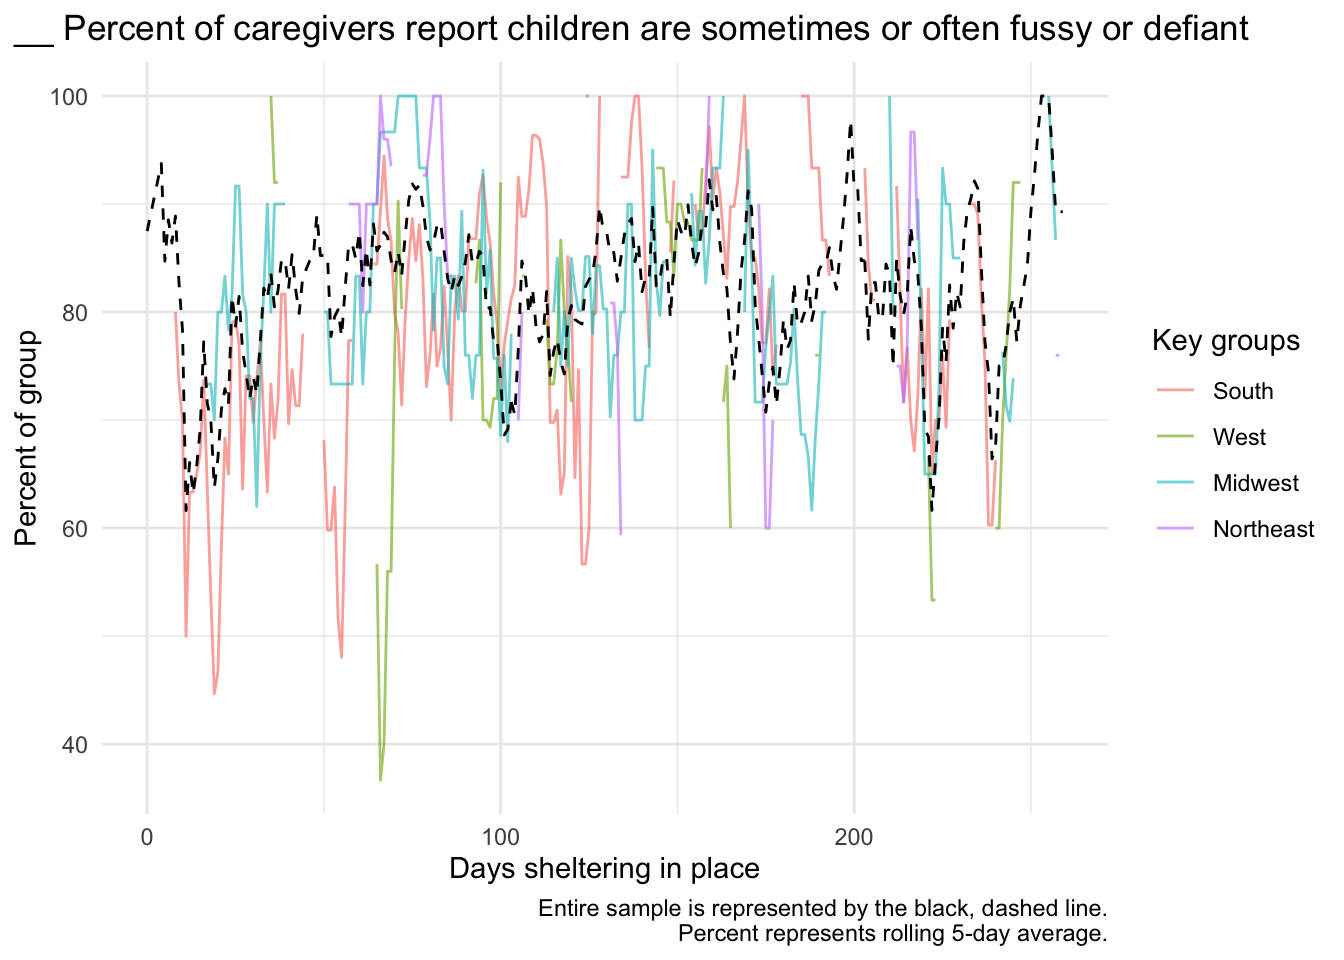 __ Percent of caregivers report children are sometimes or often fussy or defiant
100
80
60
40
Percent of group
0
100
200
Days sheltering in place
Key groups
South
West
Midwest
Northeast
Entire sample is represented by the black, dashed line.
Percent represents rolling 5-day average.